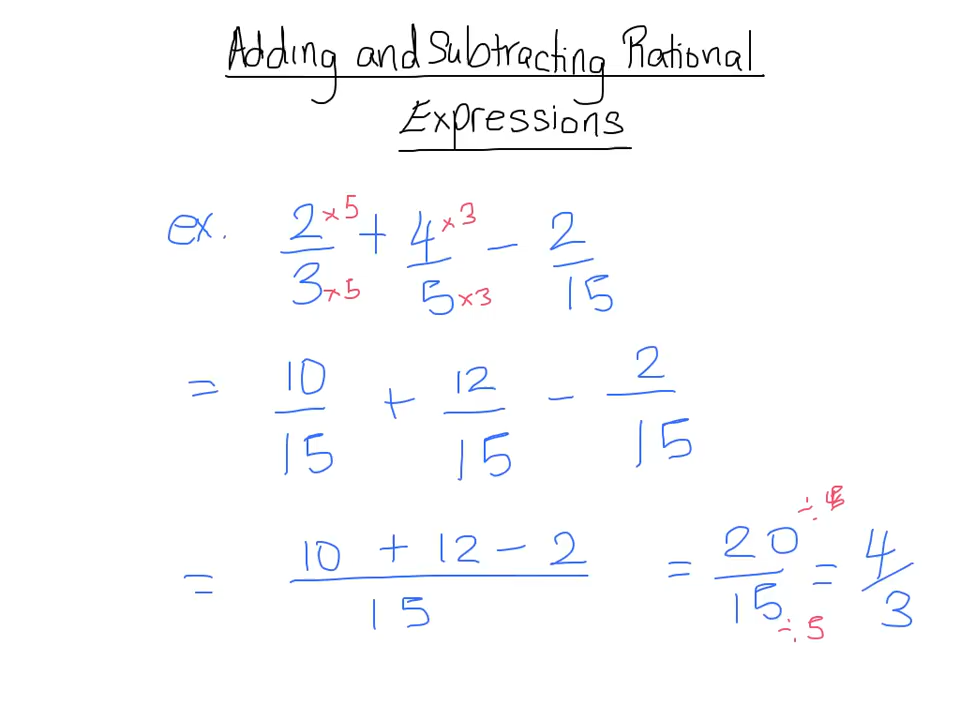 Adding and Subtracting Rational
Expressions
ex. 2×5/3×5 + 4×3/5×3 - 2/15
= 10/15 + 12/15 - 2/15
= 10 + 12 - 2/15 = 20/15÷5 = 4/3